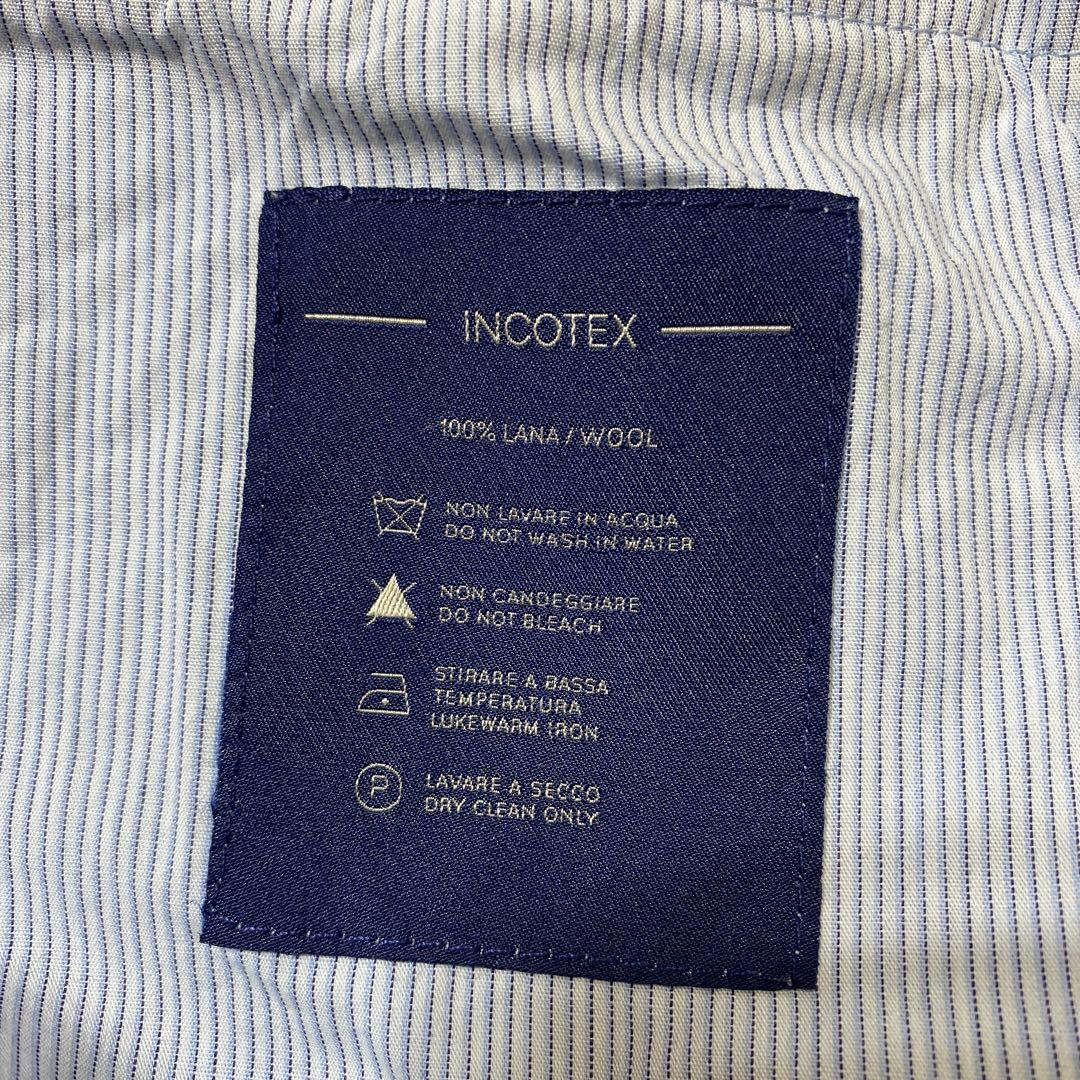 INCOTEX
100% LANA / WOOL
NON LAVARE IN ACQUA
DO NOT WASH IN WATER
NON CANDEGGIARE
DO NOT BLEACH
STIRARE A BASSA
TEMPERATURA
LUKEWARM IRON
P
LAVARE A SECCO
DRY CLEAN ONLY